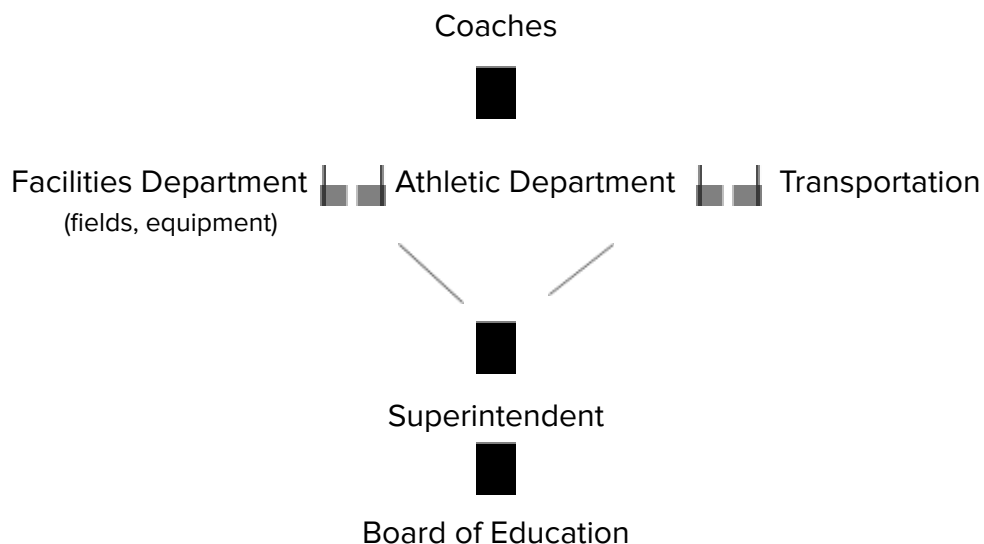 Coaches
Facilities Department Athletic Department Transportation
(fields, equipment)
Superintendent
Board of Education